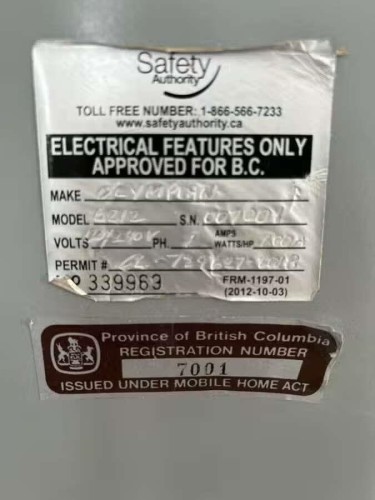 Safety
Authority
TOLL FREE NUMBER: 1-866-566-7233
www.safetyauthority.ca
ELECTRICAL FEATURES ONLY
APPROVED FOR B.C.
MAKE
MODEL S.N.
VOLTS PH AMPS
WATTS/HP
PERMIT #
339963 FRM-1197-01
(2012-10-03)
Province of British Columbia
REGISTRATION NUMBER
7001
ISSUED UNDER MOBILE HOME ACT